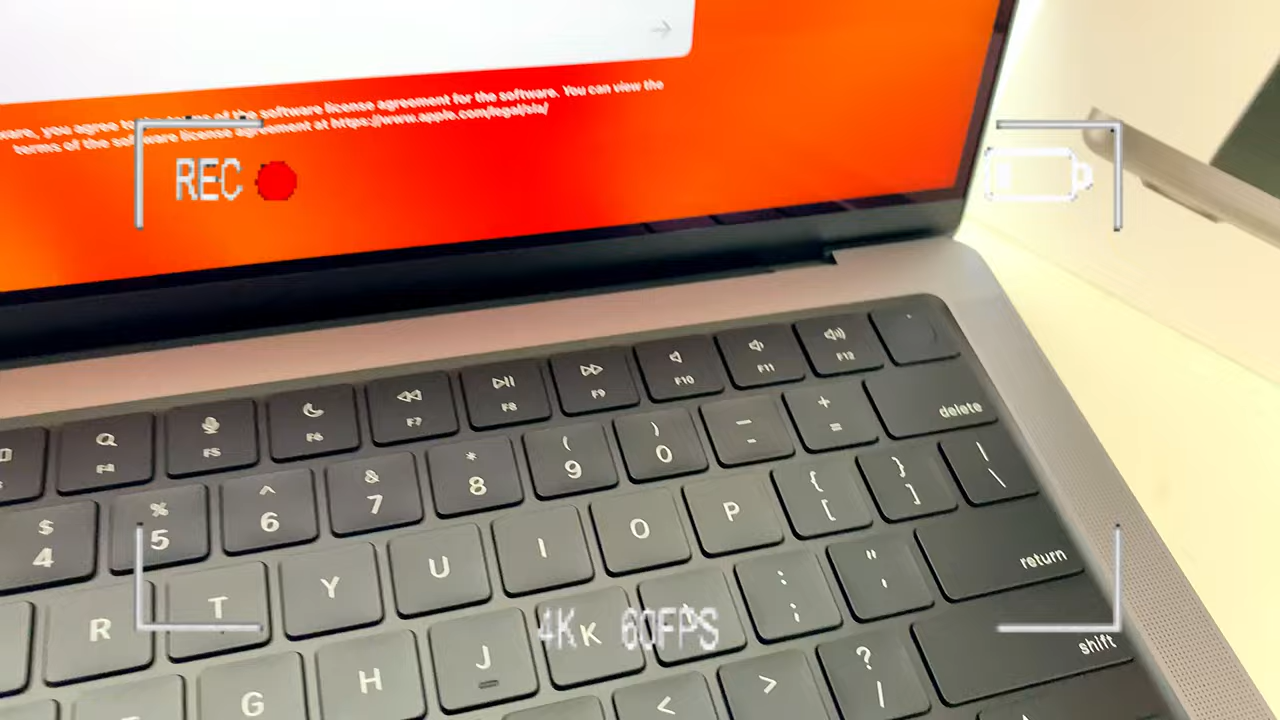 ware, you agree to the terms of the software license agreement for the software. You can view the
terms of the software license agreement at https://www.apple.com/legal/sla/
REC
F4 F5 F6 F7 F8 F9 F10 F11 F12
$ % ^ & * ( ) — +
4 5 6 7 8 9 0 - = delete
R T Y U I O P { [ } ] | \
G H J K : ; " ' return
< > ? / shift
4K 60FPS